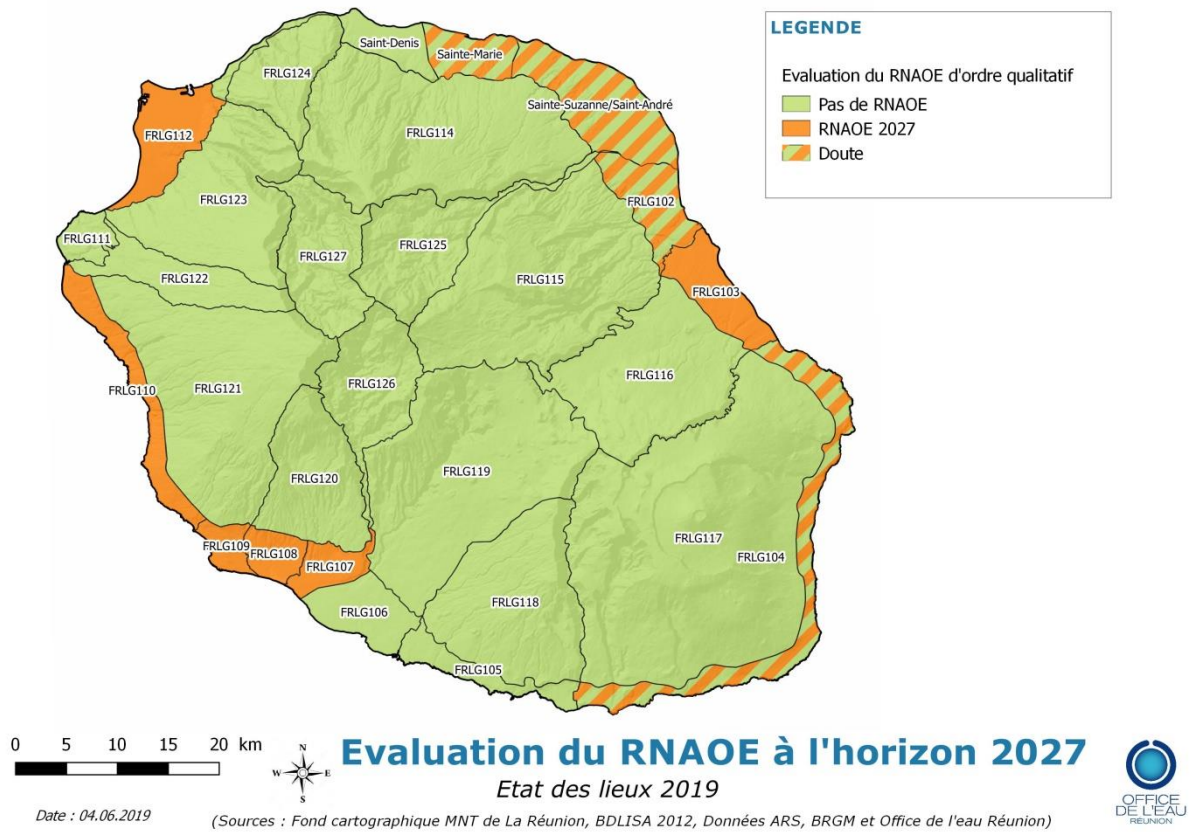 LEGENDE
Evaluation du RNAOE d'ordre qualitatif
Pas de RNAOE
RNAOE 2027
Doute
Saint-Denis
Sainte-Marie
FRLG124
Sainte-Suzanne/Saint-André
FRLG112
FRLG114
FRLG123
FRLG102
FRLG111
FRLG125
FRLG127
FRLG122
FRLG115
FRLG103
FRLG116
FRLG126
FRLG110
FRLG121
FRLG119
FRLG120
FRLG117
FRLG104
FRLG109
FRLG108
FRLG107
FRLG118
FRLG106
FRLG105
0 5 10 15 20 km
N
W E
S
Evaluation du RNAOE à l'horizon 2027
Etat des lieux 2019
Date : 04.06.2019
(Sources : Fond cartographique MNT de La Réunion, BDLISA 2012, Données ARS, BRGM et Office de l'eau Réunion)
OFFICE
DE L'EAU
RÉUNION